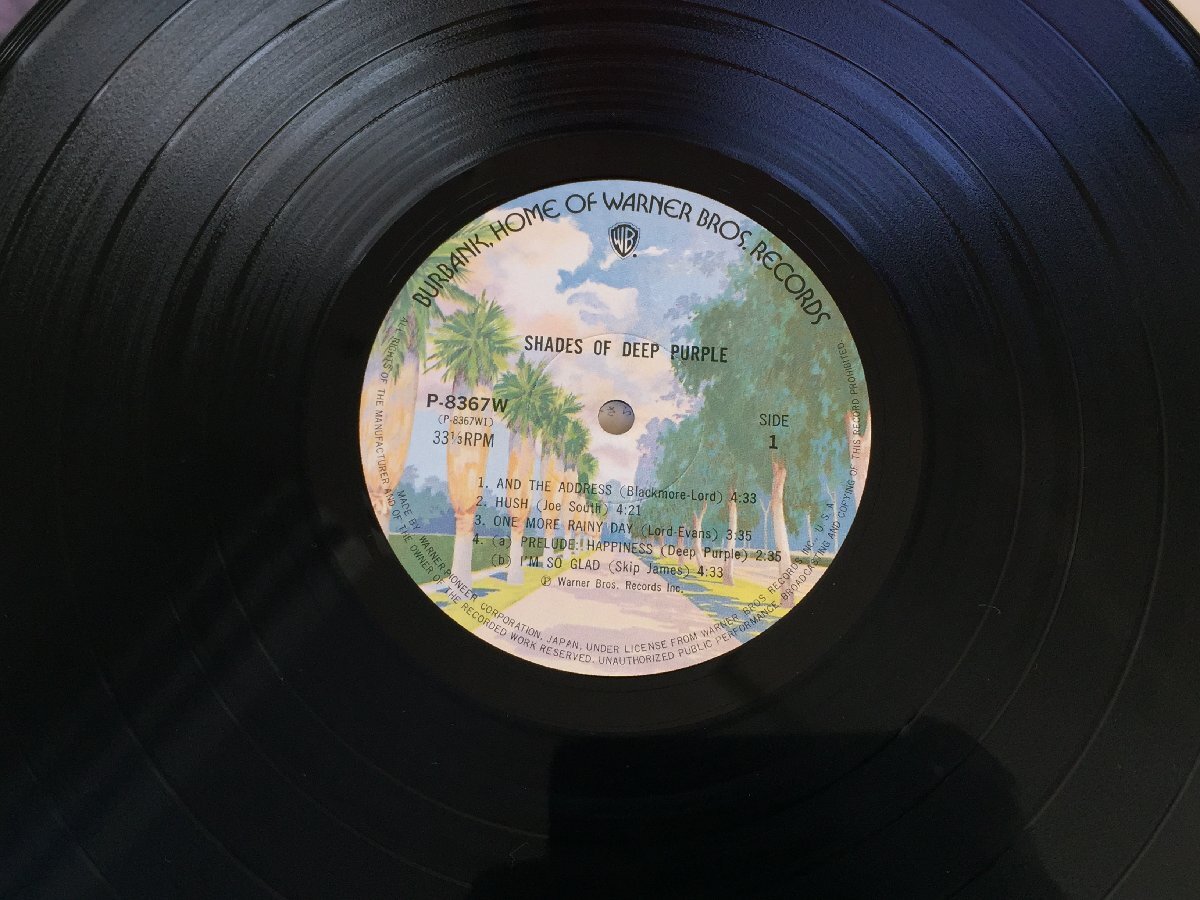 BURBANK, HOME OF WARNER BROS. RECORDS
WB
SHADES OF DEEP PURPLE
P-8367W
(P-8367W1)
33⅓RPM
SIDE
1
1. AND THE ADDRESS (Blackmore-Lord) 4:33
2. HUSH (Joe South) 4:21
3. ONE MORE RAINY DAY (Lord-Evans) 3:35
4. (a) PRELUDE: HAPPINESS (Deep Purple) 2:35
(b) I'M SO GLAD (Skip James) 4:33
Ⓟ Warner Bros. Records Inc.
MADE BY WARNER-PIONEER CORPORATION, JAPAN, UNDER LICENSE FROM WARNER BROS RECORDS, INC., U.S.A.
ALL RIGHTS OF THE MANUFACTURER AND OF THE OWNER OF THE RECORDED WORK RESERVED. UNAUTHORIZED PUBLIC PERFORMANCE BROADCASTING AND COPYING OF THIS RECORD PROHIBITED.